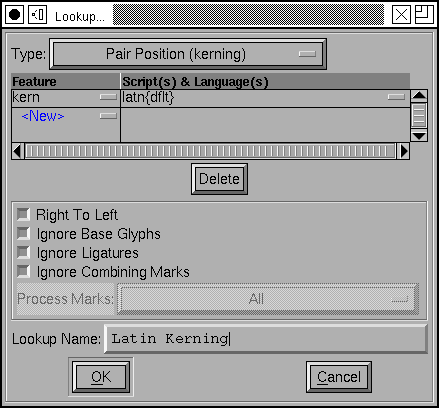 Lookup...
Type: Pair Position (kerning)
Feature Script(s) & Language(s)
kern latn{dflt}
<New>
Delete
Right To Left
Ignore Base Glyphs
Ignore Ligatures
Ignore Combining Marks
Process Marks: All
Lookup Name: Latin Kerning
OK Cancel